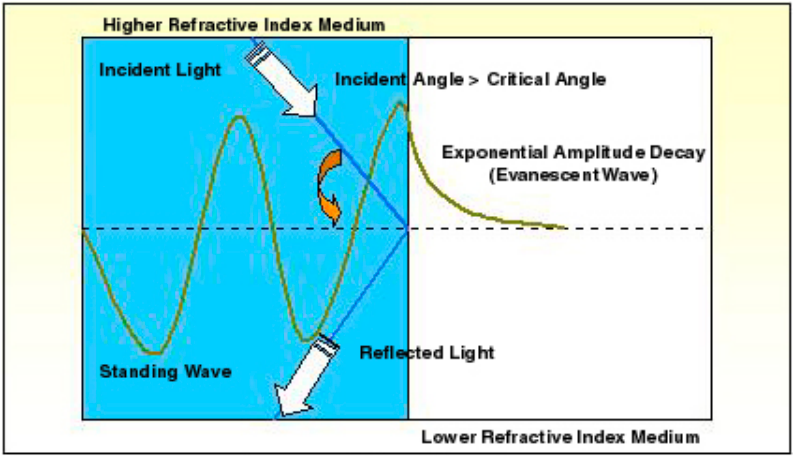 Higher Refractive Index Medium
Incident Light
Incident Angle > Critical Angle
Exponential Amplitude Decay
(Evanescent Wave)
Reflected Light
Standing Wave
Lower Refractive Index Medium